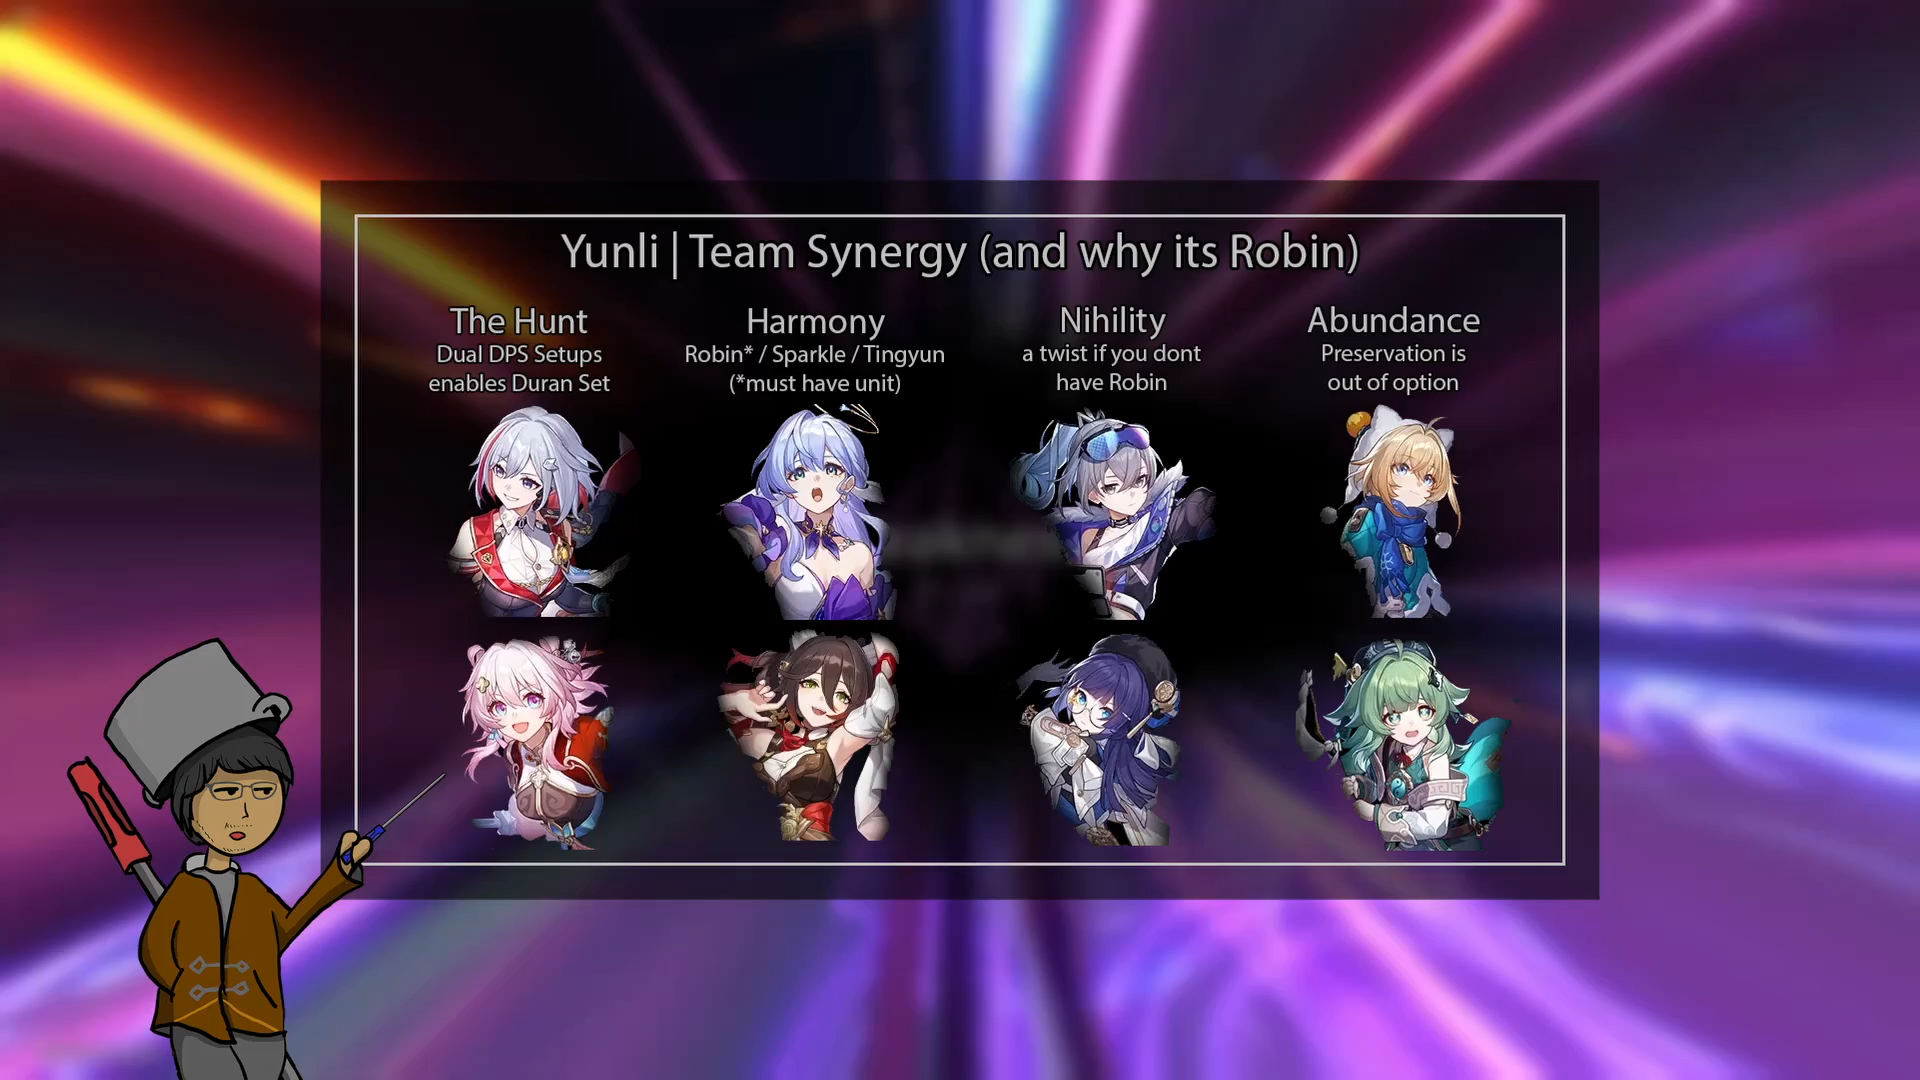 Yunli | Team Synergy (and why its Robin)
The Hunt
Dual DPS Setups
enables Duran Set
Harmony
Robin* / Sparkle / Tingyun
(*must have unit)
Nihility
a twist if you dont
have Robin
Abundance
Preservation is
out of option